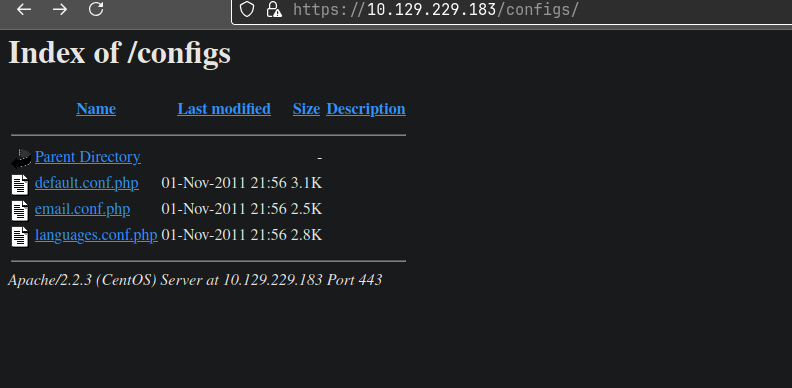 https://10.129.229.183/configs/
Index of /configs
Name Last modified Size Description
Parent Directory -
default.conf.php 01-Nov-2011 21:56 3.1K
email.conf.php 01-Nov-2011 21:56 2.5K
languages.conf.php 01-Nov-2011 21:56 2.8K
Apache/2.2.3 (CentOS) Server at 10.129.229.183 Port 443